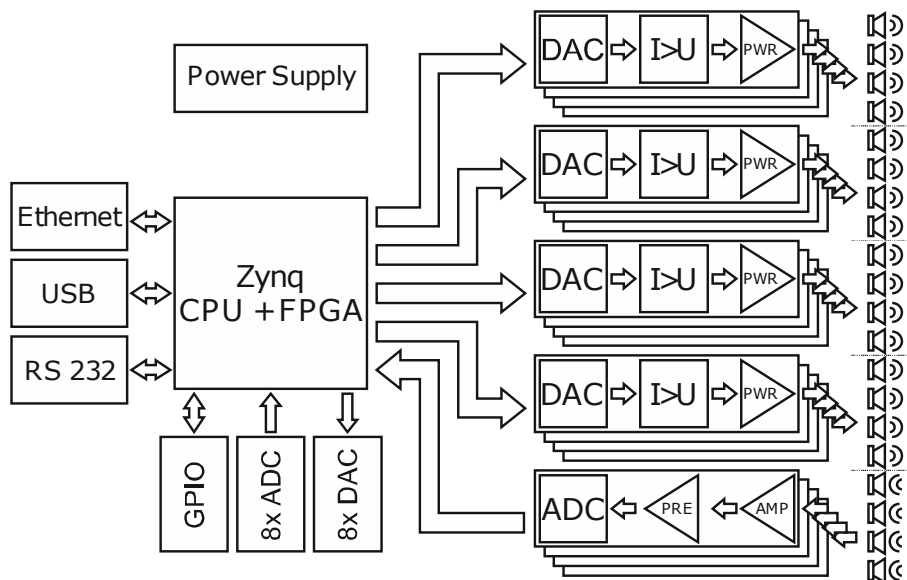 Power Supply
DAC I>U PWR
DAC I>U PWR
Ethernet
USB
RS 232
Zynq
CPU +FPGA
DAC I>U PWR
DAC I>U PWR
GPIO
8x ADC
8x DAC
ADC PRE AMP